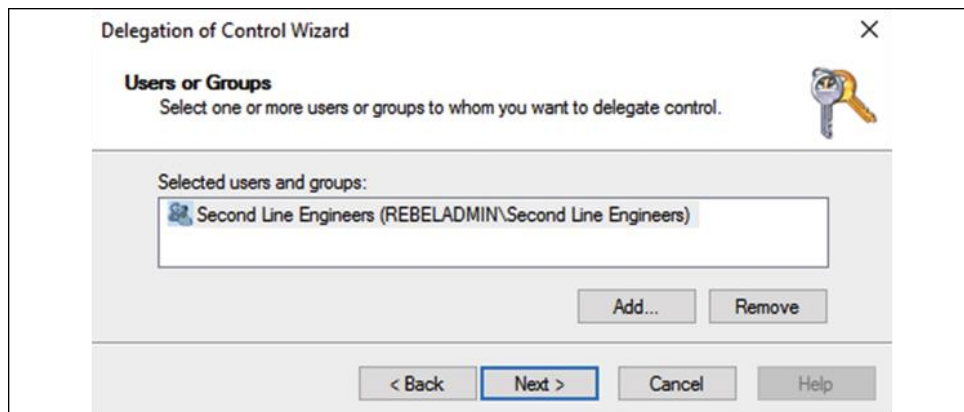 Delegation of Control Wizard
Users or Groups
Select one or more users or groups to whom you want to delegate control.
Selected users and groups:
Second Line Engineers (REBELADMIN\Second Line Engineers)
Add... Remove
< Back Next > Cancel Help